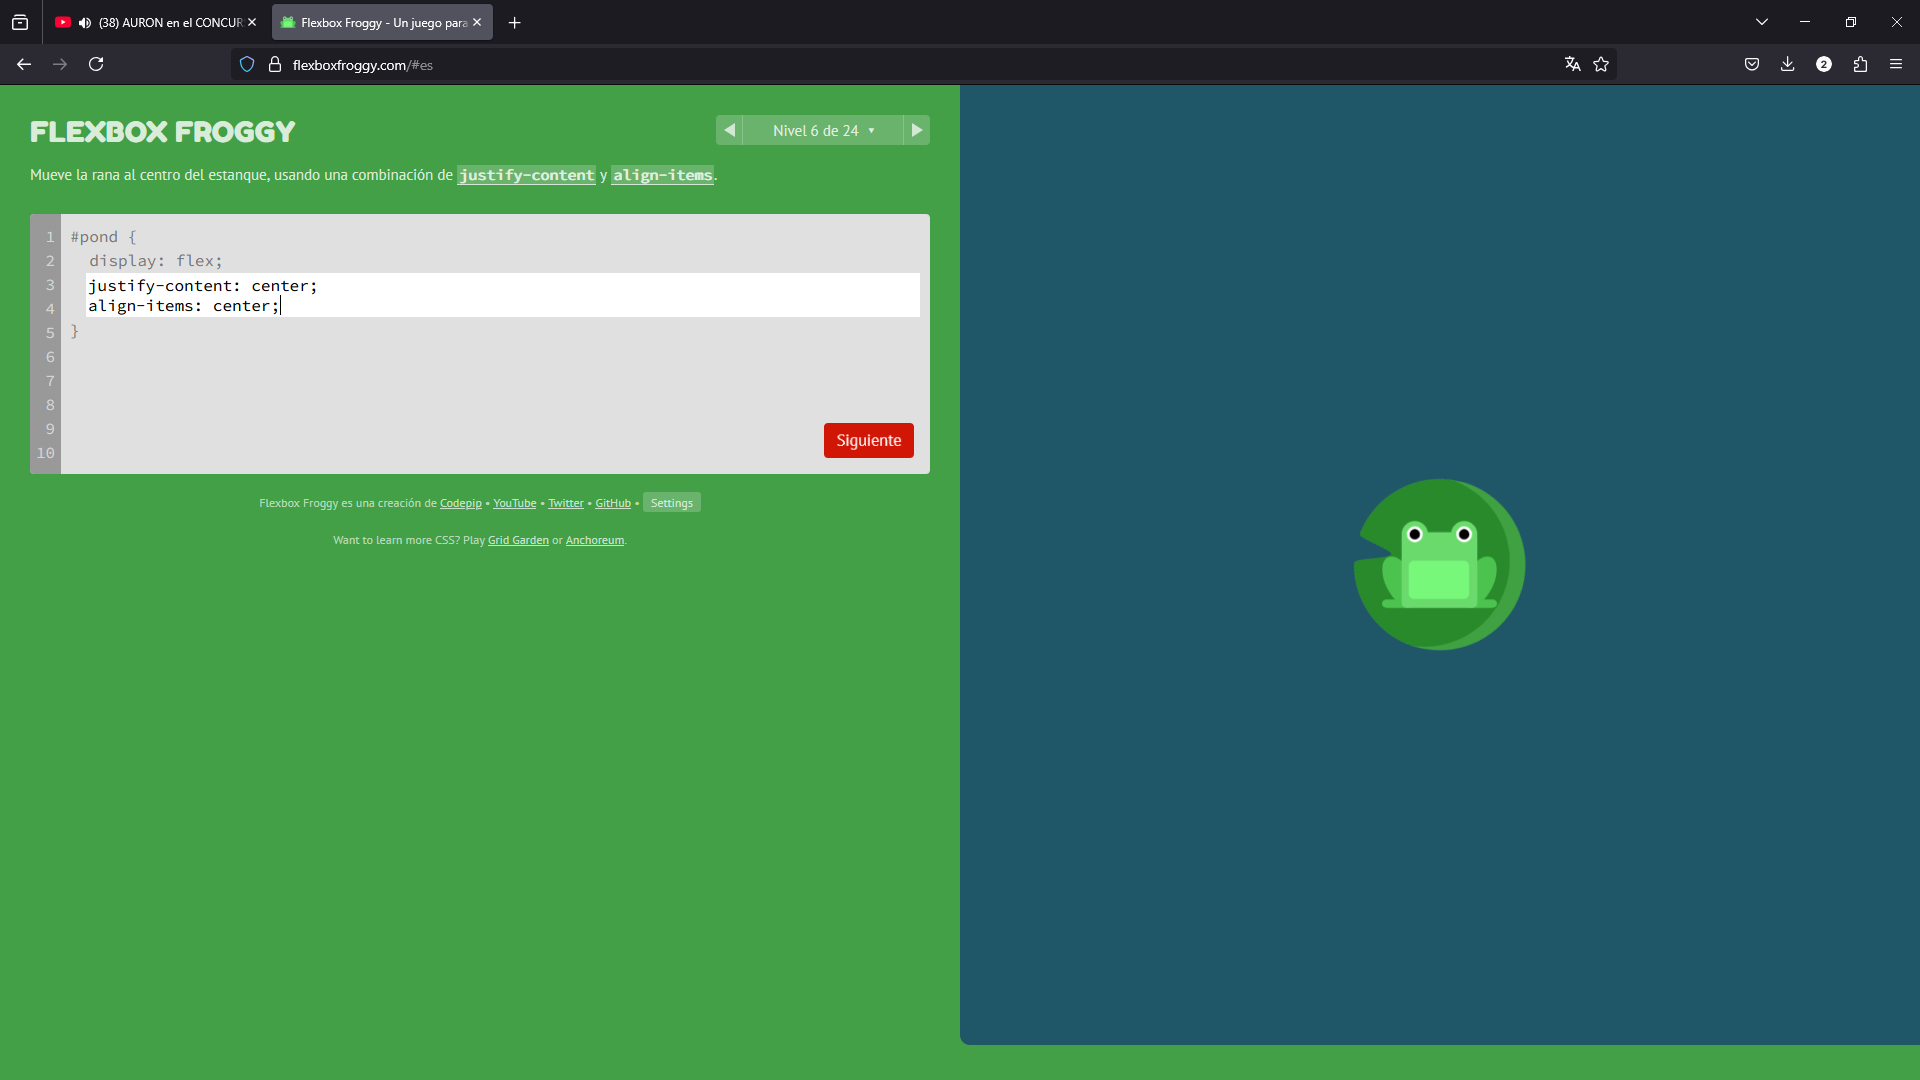 (38) AURON en el CONCUR
Flexbox Froggy - Un juego para
flexboxfroggy.com/#es
2
FLEXBOX FROGGY
Nivel 6 de 24 ▼
Mueve la rana al centro del estanque, usando una combinación de justify-content y align-items.
1 #pond {
2 display: flex;
3 justify-content: center;
4 align-items: center;
5 }
6
7
8
9
10
Siguiente
Flexbox Froggy es una creación de Codepip • YouTube • Twitter • GitHub • Settings
Want to learn more CSS? Play Grid Garden or Anchoreum.